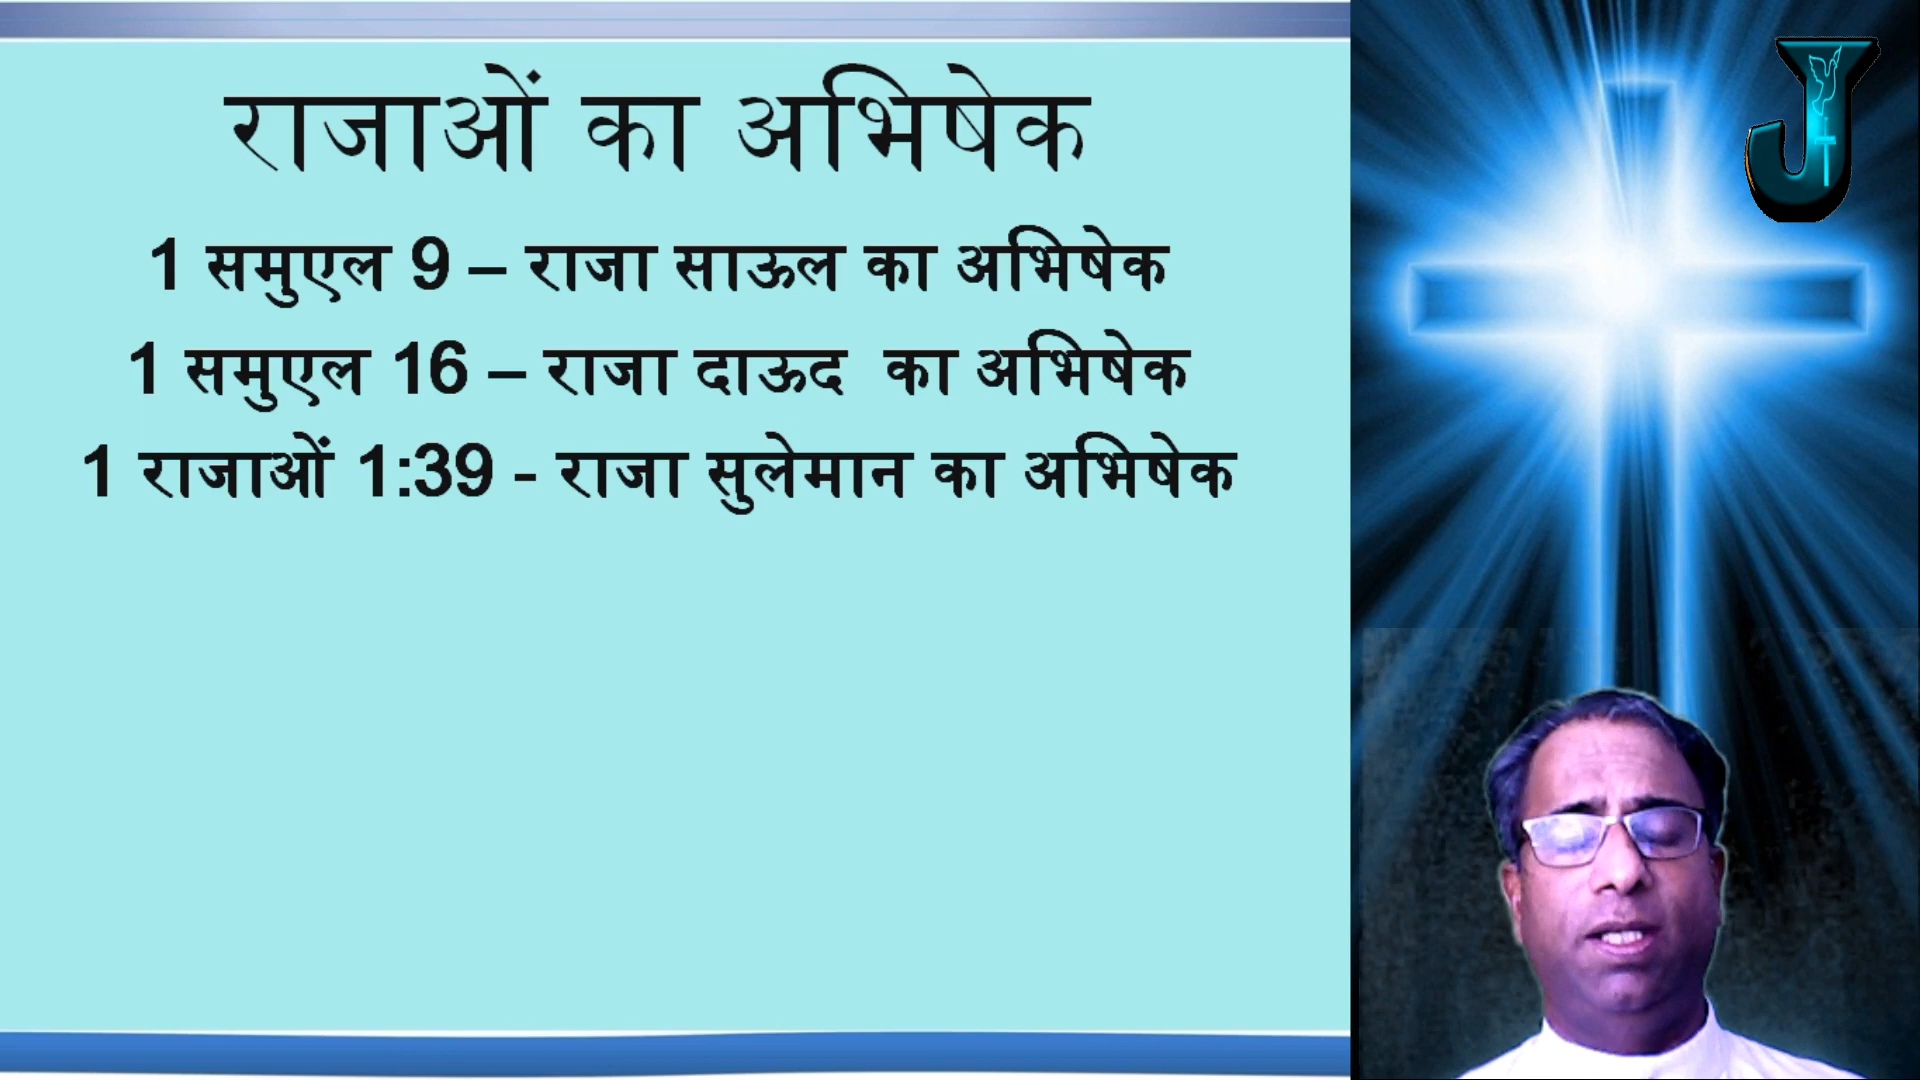 राजाओं का अभिषेक
1 समुएल 9 – राजा साऊल का अभिषेक
1 समुएल 16 – राजा दाऊद का अभिषेक
1 राजाओं 1:39 - राजा सुलेमान का अभिषेक
J